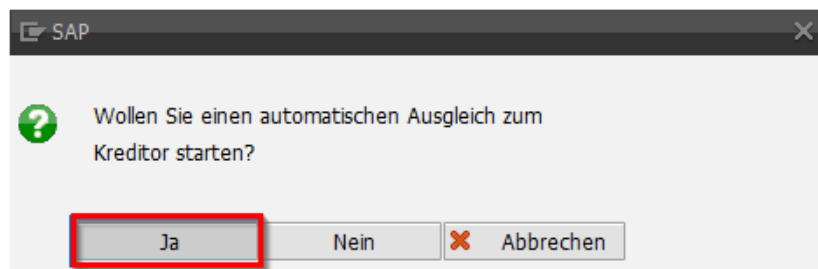 SAP
Wollen Sie einen automatischen Ausgleich zum
Kreditor starten?
Ja
Nein
Abbrechen